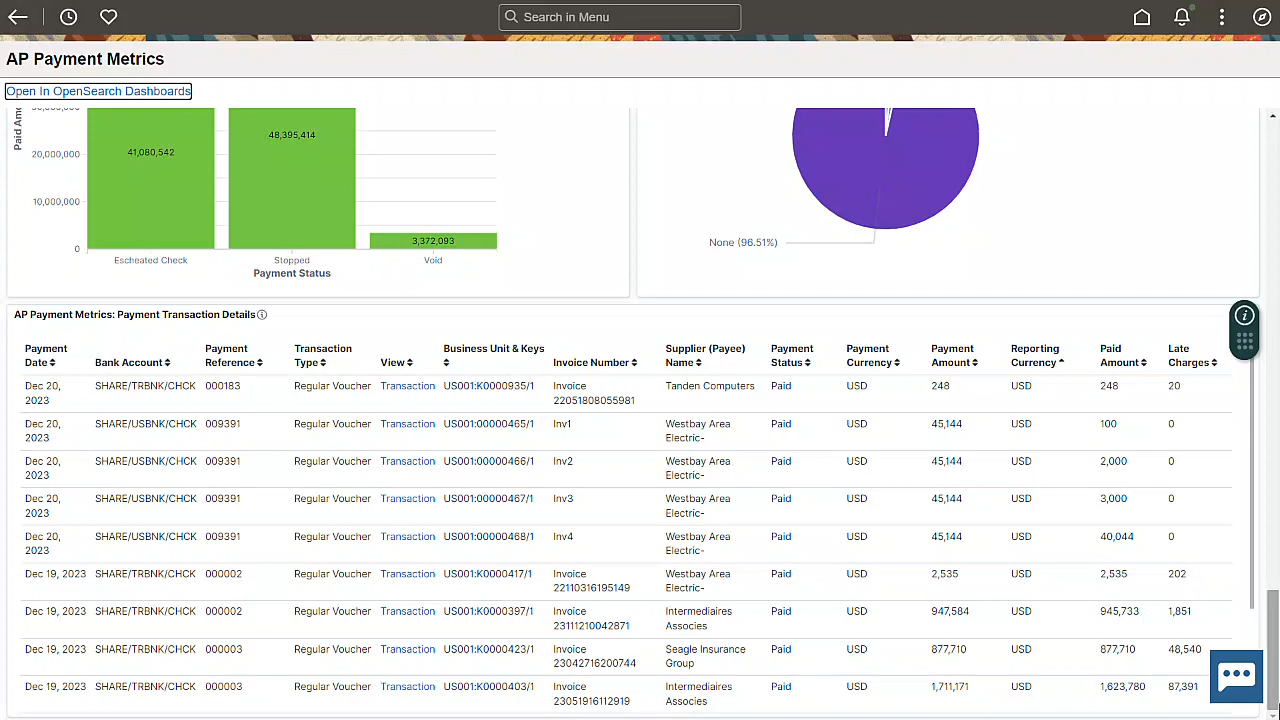 Search in Menu
AP Payment Metrics
Open In OpenSearch Dashboards
Paid Amo
20,000,000
10,000,000
0
41,080,542
48,395,414
3,372,093
Escheated Check Stopped Void
Payment Status
None (96.51%)
AP Payment Metrics: Payment Transaction Details
Payment Date Bank Account Payment Reference Transaction Type View Business Unit & Keys Invoice Number Supplier (Payee) Name Payment Status Payment Currency Payment Amount Reporting Currency Paid Amount Late Charges
Dec 20, 2023 SHARE/TRBNK/CHCK 000183 Regular Voucher Transaction US001:K0000935/1 Invoice 22051808055981 Tanden Computers Paid USD 248 USD 248 20
Dec 20, 2023 SHARE/USBNK/CHCK 009391 Regular Voucher Transaction US001:00000465/1 Inv1 Westbay Area Electric- Paid USD 45,144 USD 100 0
Dec 20, 2023 SHARE/USBNK/CHCK 009391 Regular Voucher Transaction US001:00000466/1 Inv2 Westbay Area Electric- Paid USD 45,144 USD 2,000 0
Dec 20, 2023 SHARE/USBNK/CHCK 009391 Regular Voucher Transaction US001:00000467/1 Inv3 Westbay Area Electric- Paid USD 45,144 USD 3,000 0
Dec 20, 2023 SHARE/USBNK/CHCK 009391 Regular Voucher Transaction US001:00000468/1 Inv4 Westbay Area Electric- Paid USD 45,144 USD 40,044 0
Dec 19, 2023 SHARE/TRBNK/CHCK 000002 Regular Voucher Transaction US001:K0000417/1 Invoice 22110316195149 Westbay Area Electric- Paid USD 2,535 USD 2,535 202
Dec 19, 2023 SHARE/TRBNK/CHCK 000002 Regular Voucher Transaction US001:K0000397/1 Invoice 23111210042871 Intermediaires Associes Paid USD 947,584 USD 945,733 1,851
Dec 19, 2023 SHARE/TRBNK/CHCK 000003 Regular Voucher Transaction US001:K0000423/1 Invoice 23042716200744 Seagle Insurance Group Paid USD 877,710 USD 877,710 48,540
Dec 19, 2023 SHARE/TRBNK/CHCK 000003 Regular Voucher Transaction US001:K0000403/1 Invoice 23051916112919 Intermediaires Associes Paid USD 1,711,171 USD 1,623,780 87,391